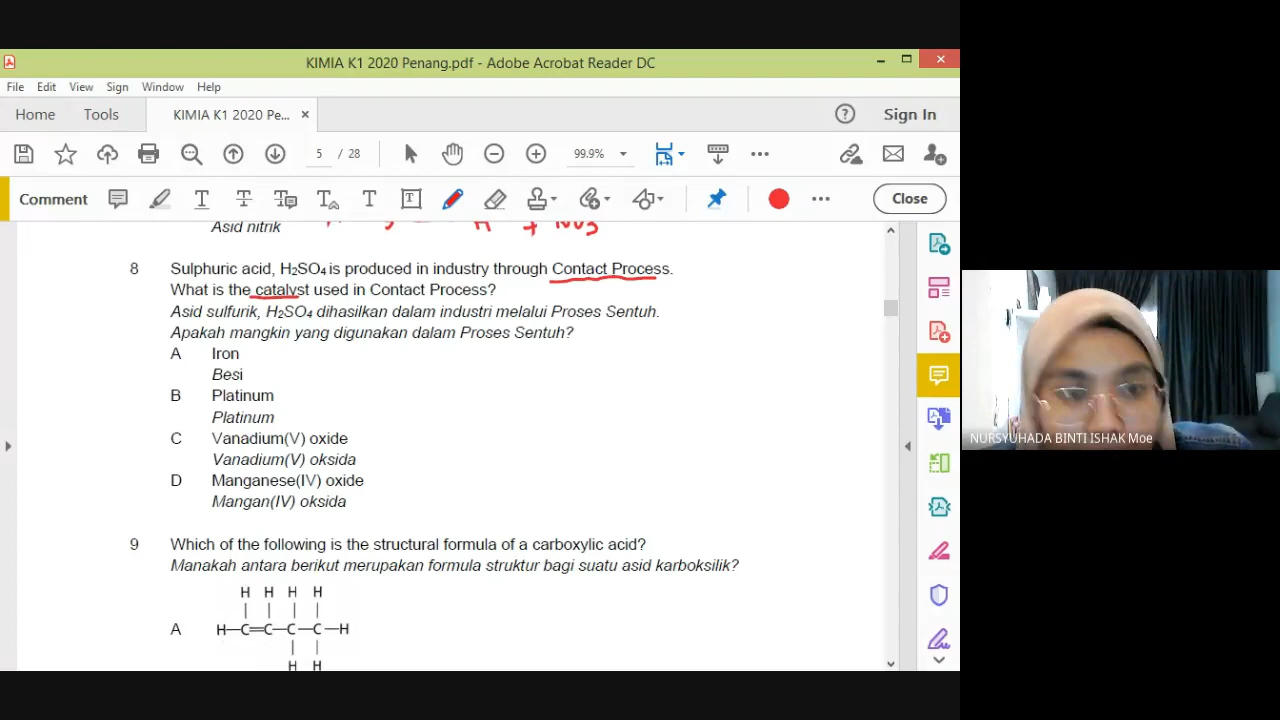 KIMIA K1 2020 Penang.pdf - Adobe Acrobat Reader DC
File Edit View Sign Window Help
Home Tools KIMIA K1 2020 Pe... × Sign In
5 / 28 99.9%
Comment Close
Asid nitrik H + NO3
8 Sulphuric acid, H₂SO₄ is produced in industry through Contact Process.
What is the catalyst used in Contact Process?
Asid sulfurik, H₂SO₄ dihasilkan dalam industri melalui Proses Sentuh.
Apakah mangkin yang digunakan dalam Proses Sentuh?
A Iron
Besi
B Platinum
Platinum
C Vanadium(V) oxide
Vanadium(V) oksida
D Manganese(IV) oxide
Mangan(IV) oksida
9 Which of the following is the structural formula of a carboxylic acid?
Manakah antara berikut merupakan formula struktur bagi suatu asid karboksilik?
H H H H
A H–C=C–C–C–H
H H
NURSYUHADA BINTI ISHAK Moe